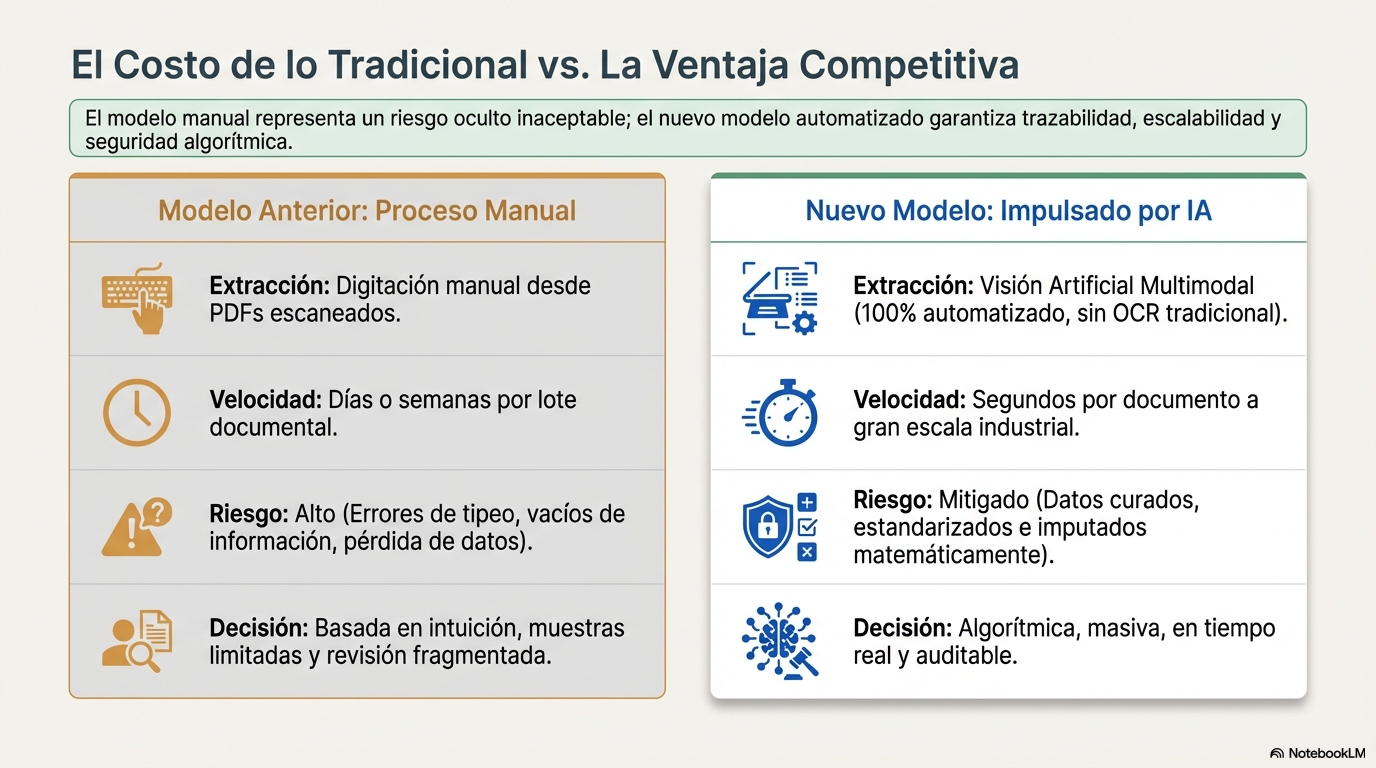 El Costo de lo Tradicional vs. La Ventaja Competitiva
El modelo manual representa un riesgo oculto inaceptable; el nuevo modelo automatizado garantiza trazabilidad, escalabilidad y
seguridad algorítmica.
Modelo Anterior: Proceso Manual
Extracción: Digitación manual desde
PDFs escaneados.
Velocidad: Días o semanas por lote
documental.
Riesgo: Alto (Errores de tipeo, vacíos de
información, pérdida de datos).
Decisión: Basada en intuición, muestras
limitadas y revisión fragmentada.
Nuevo Modelo: Impulsado por IA
Extracción: Visión Artificial Multimodal
(100% automatizado, sin OCR tradicional).
Velocidad: Segundos por documento a
gran escala industrial.
Riesgo: Mitigado (Datos curados,
estandarizados e imputados
matemáticamente).
Decisión: Algorítmica, masiva, en tiempo
real y auditable.
NotebookLM